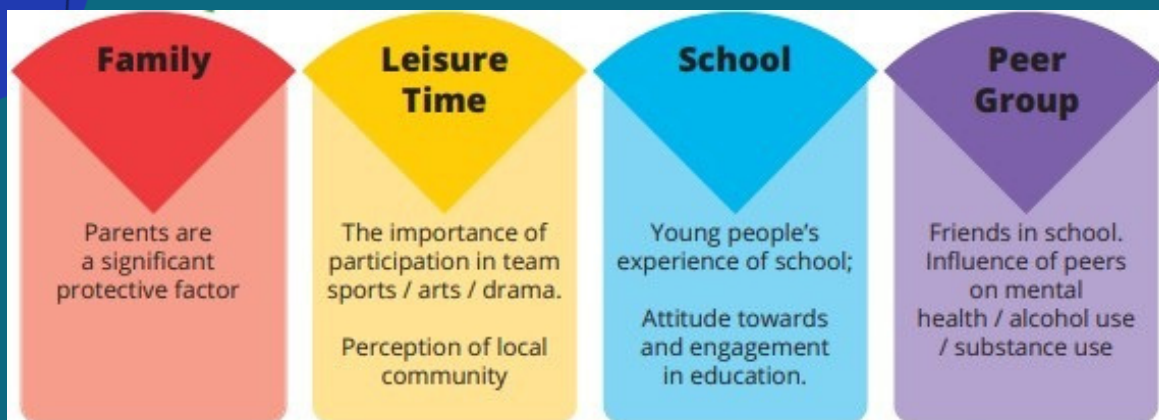 Family
Parents are
a significant
protective factor
Leisure
Time
The importance of
participation in team
sports / arts / drama.
Perception of local
community
School
Young people’s
experience of school;
Attitude towards
and engagement
in education.
Peer
Group
Friends in school.
Influence of peers
on mental
health / alcohol use
/ substance use